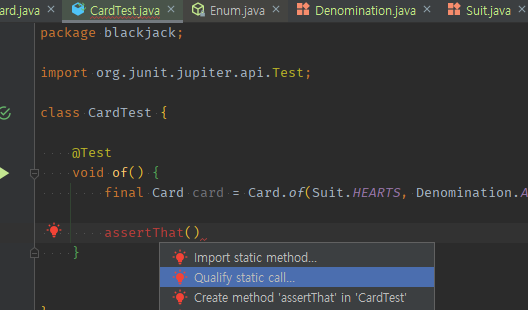 ard.java × CardTest.java × Enum.java × Denomination.java × Suit.java
package blackjack;
import org.junit.jupiter.api.Test;
class CardTest {
@Test
void of() {
final Card card = Card.of(Suit.HEARTS, Denomination.A
assertThat()
}
Import static method...
Qualify static call...
Create method 'assertThat' in 'CardTest'
}